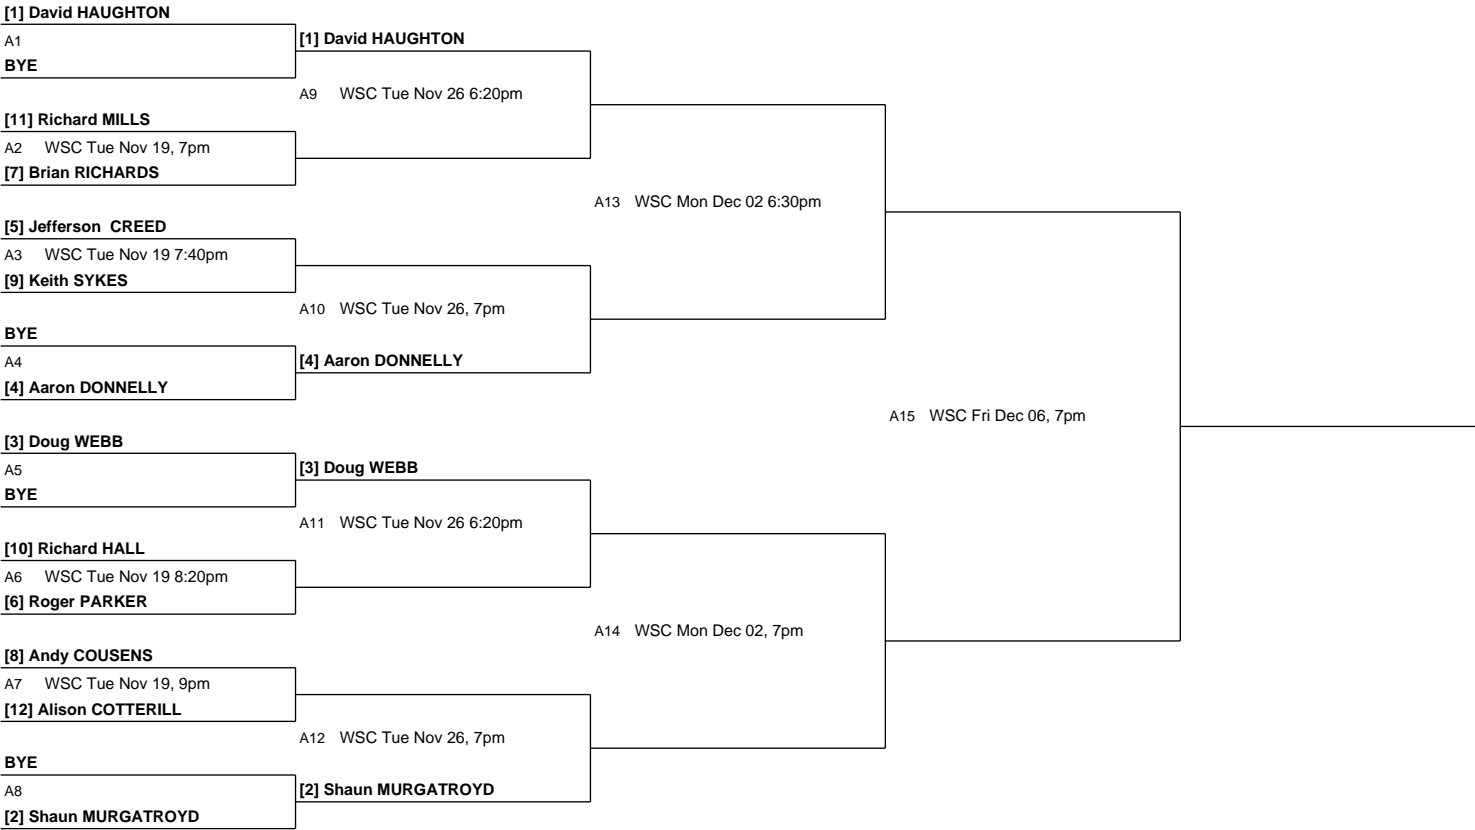 [1] David HAUGHTON
A1
BYE
[1] David HAUGHTON
A9 WSC Tue Nov 26 6:20pm
[11] Richard MILLS
A2 WSC Tue Nov 19, 7pm
[7] Brian RICHARDS
A13 WSC Mon Dec 02 6:30pm
[5] Jefferson CREED
A3 WSC Tue Nov 19 7:40pm
[9] Keith SYKES
A10 WSC Tue Nov 26, 7pm
BYE
A4
[4] Aaron DONNELLY
[4] Aaron DONNELLY
A15 WSC Fri Dec 06, 7pm
[3] Doug WEBB
A5
BYE
[3] Doug WEBB
A11 WSC Tue Nov 26 6:20pm
[10] Richard HALL
A6 WSC Tue Nov 19 8:20pm
[6] Roger PARKER
A14 WSC Mon Dec 02, 7pm
[8] Andy COUSENS
A7 WSC Tue Nov 19, 9pm
[12] Alison COTTERILL
A12 WSC Tue Nov 26, 7pm
BYE
A8
[2] Shaun MURGATROYD
[2] Shaun MURGATROYD